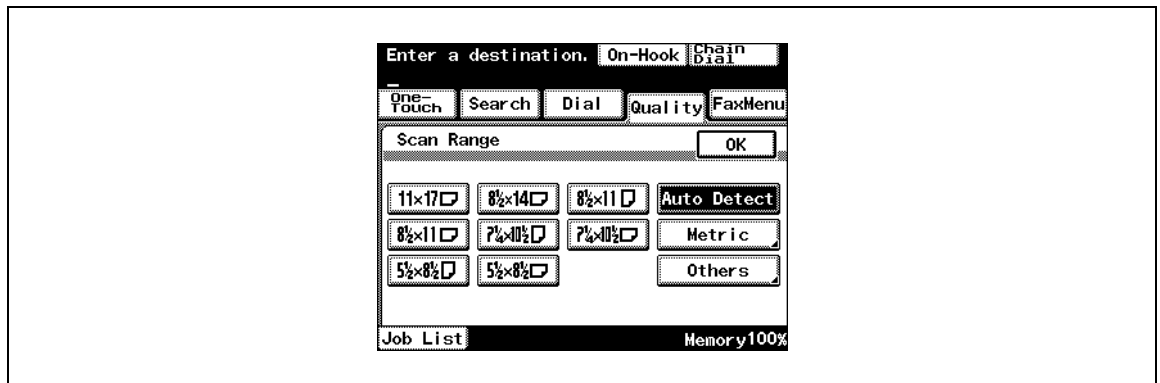 Enter a destination. On-Hook Chain Dial
One-Touch Search Dial Quality FaxMenu
Scan Range OK
11×17 8½×14 8½×11 Auto Detect
8½×11 7¼×10½ 7¼×10½ Metric
5½×8½ 5½×8½ Others
Job List Memory100%